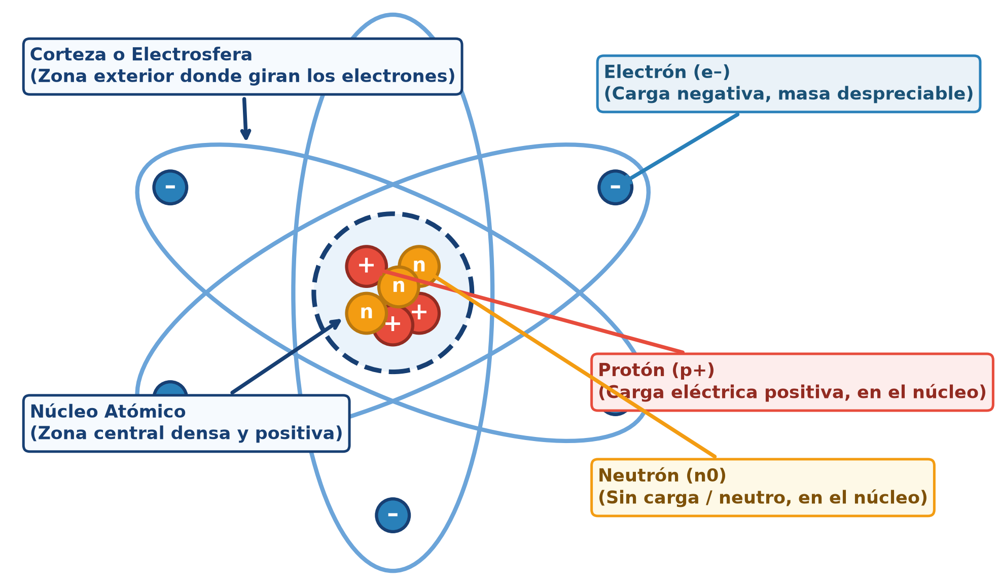 Corteza o Electrosfera
(Zona exterior donde giran los electrones)
Electrón (e–)
(Carga negativa, masa despreciable)
–
–
+
n
n
n
+
+
Protón (p+)
(Carga eléctrica positiva, en el núcleo)
Núcleo Atómico
(Zona central densa y positiva)
Neutrón (n0)
(Sin carga / neutro, en el núcleo)
–